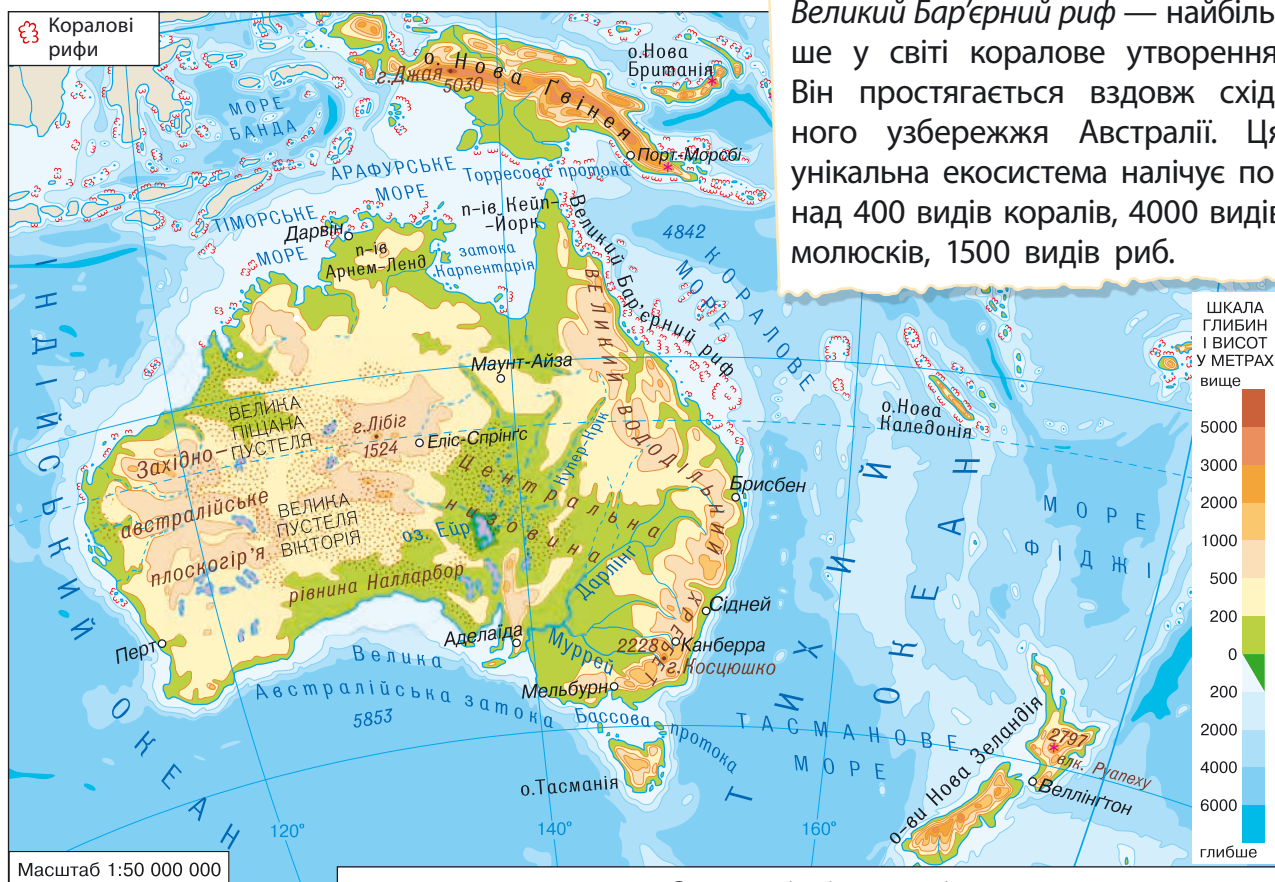 Коралові
рифи
Великий Бар'єрний риф — найбіль-
ше у світі коралове утворення
Він простягається вздовж схід
ного узбережжя Австралії. Ця
унікальна екосистема налічує по
над 400 видів коралів, 4000 видів
молюсків, 1500 видів риб.
о.Нова
Британія
о. Нова Гвінея
г.Джая
5030
МОРЕ
БАНДА
Порт-Морсбі
АРАФУРСЬКЕ
МОРЕ
Торресова протока
ТІМОРСЬКЕ
МОРЕ
п-ів Кейп-
-Йорк
Дарвін
п-ів
Арнем-Ленд
затока
Карпентарія
Великий Бар'єрний риф
4842
КОРАЛОВЕ
МОРЕ
ІНДІЙСЬКИЙ
ОКЕАН
ВЕЛИКИЙ ВОДОДІЛЬНИЙ ХРЕБЕТ
Маунт-Айза
ВЕЛИКА
ПІЩАНА
ПУСТЕЛЯ
г.Лібіг
1524
Еліс-Спрінгс
Купер-Крік
Центральна
низовина
Західно-
австралійське
плоскогір'я
ВЕЛИКА
ПУСТЕЛЯ
ВІКТОРІЯ
оз. Ейр
рівнина Налларбор
Дарлінг
Брисбен
о.Нова
Каледонія
МОРЕ
ФІДЖІ
ТИХИЙ
ОКЕАН
Перт
Аделаїда
Муррей
Сідней
2228
Канберра
г.Косцюшко
Мельбурн
Велика
Австралійська затока
5853
Бассова протока
ТАСМАНОВЕ
МОРЕ
о.Тасманія
о-ви Нова Зеландія
2797
влк. Руапеху
Веллінгтон
120°
140°
160°
Масштаб 1:50 000 000
ШКАЛА
ГЛИБИН
І ВИСОТ
У МЕТРАХ
вище
5000
3000
2000
1000
500
200
0
200
2000
4000
6000
глибше